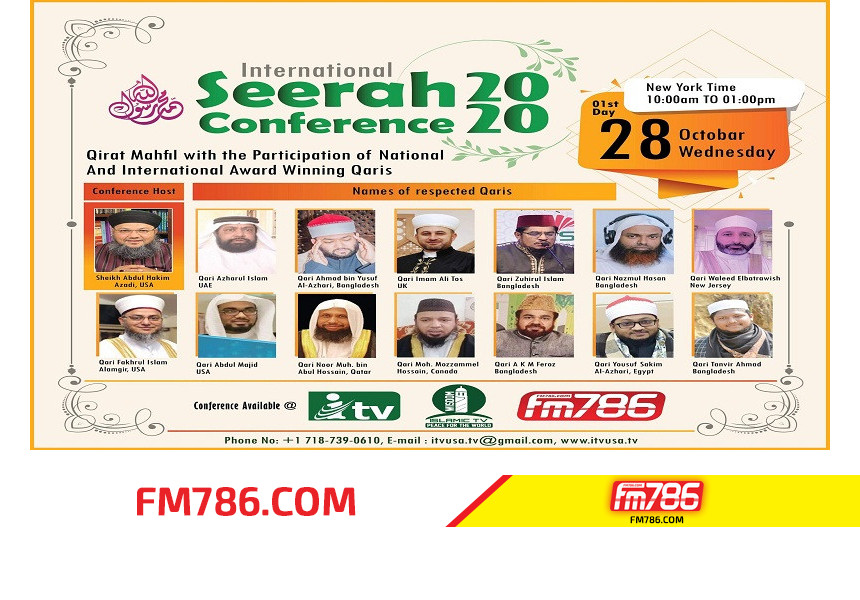 International
Seerah 2020
Conference
New York Time
10:00am TO 01:00pm
01st
Day
28 Octobar
Wednesday
Qirat Mahfil with the Participation of National
And International Award Winning Qaris
Conference Host
Names of respected Qaris
Sheikh Abdul Hakim
Azadi, USA
Qari Azharul Islam
UAE
Qari Ahmad bin Yusuf
Al-Azhari, Bangladesh
Qari Imam Ali Tos
UK
Qari Zuhirul Islam
Bangladesh
Qari Nazmul Hasan
Bangladesh
Qari Waleed Elbatrawish
New Jersey
Qari Fakhrul Islam
Alamgir, USA
Qari Abdul Majid
USA
Qari Noor Muh. bin
Abul Hossain, Qatar
Qari Moh. Mozzammel
Hossain, Canada
Qari A K M Feroz
Bangladesh
Qari Yousuf Sakim
Al-Azhari, Egypt
Qari Tanvir Ahmad
Bangladesh
Conference Available @
itv
ISLAMIC TV
PEACE FOR THE WORLD
fm786
Phone No: +1 718-739-0610, E-mail : itvusa.tv@gmail.com, www.itvusa.tv
FM786.COM
fm786
FM786.COM